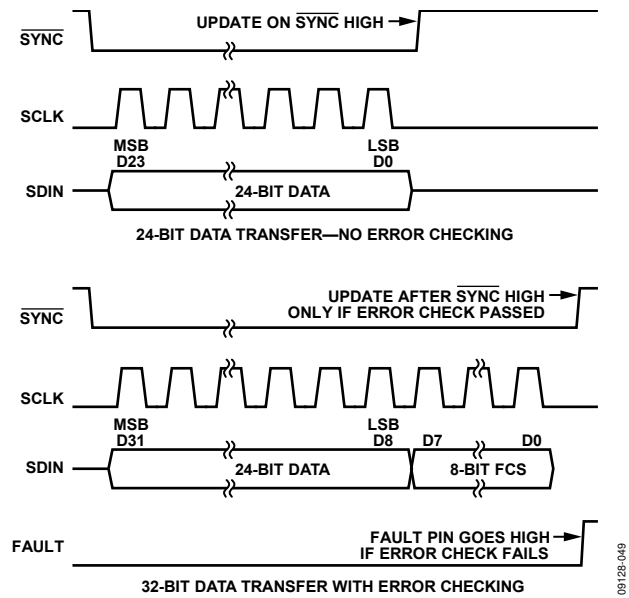 UPDATE ON SYNC HIGH
SYNC
SCLK
MSB
D23
LSB
D0
SDIN
24-BIT DATA
24-BIT DATA TRANSFER—NO ERROR CHECKING
UPDATE AFTER SYNC HIGH
ONLY IF ERROR CHECK PASSED
SYNC
SCLK
MSB
D31
LSB
D8
D7
D0
SDIN
24-BIT DATA
8-BIT FCS
FAULT
FAULT PIN GOES HIGH
IF ERROR CHECK FAILS
32-BIT DATA TRANSFER WITH ERROR CHECKING
09128-049